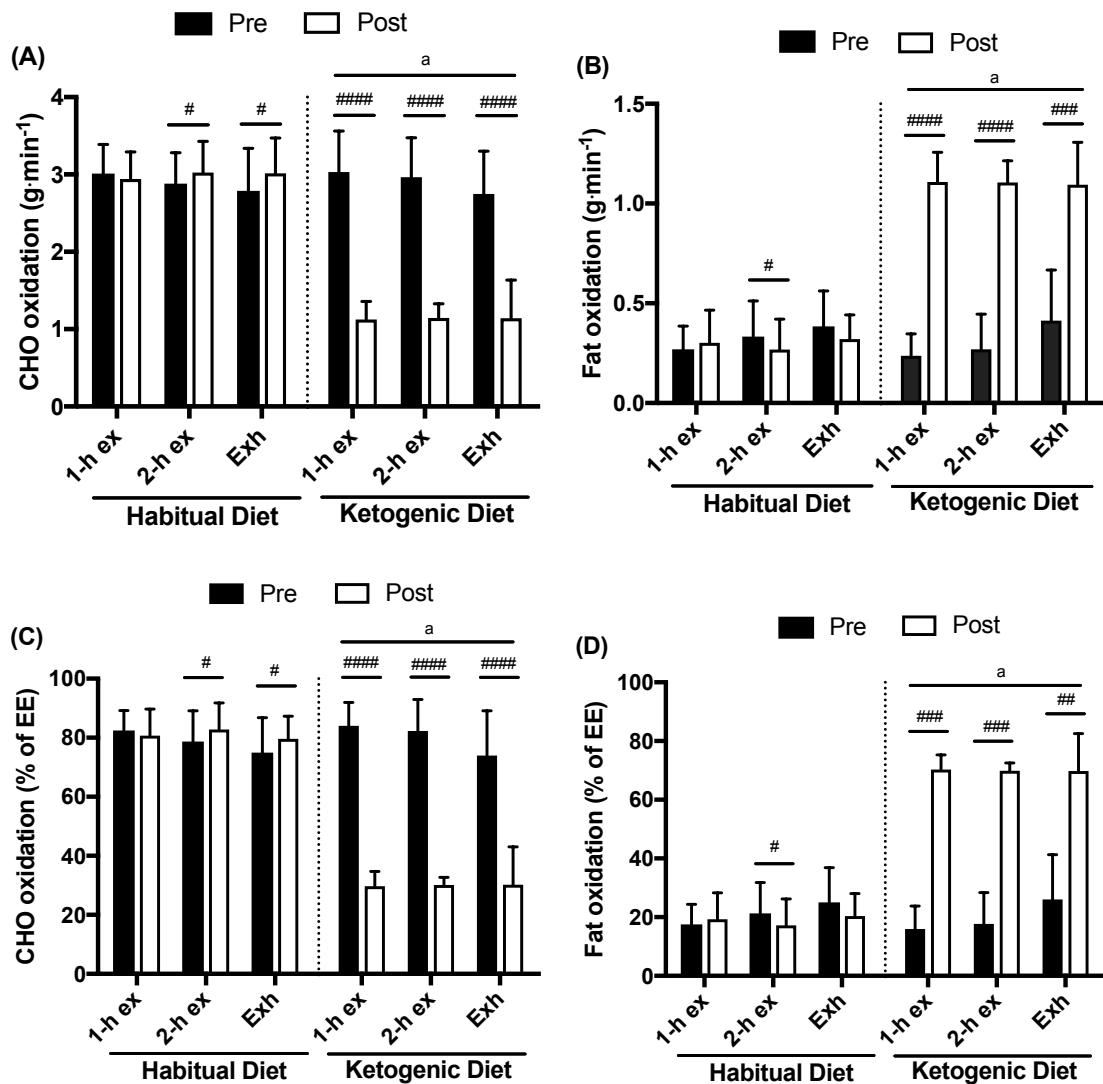 Pre Post
(A)
a
# # #### #### ####
CHO oxidation (g·min⁻¹)
4
3
2
1
0
1-h ex 2-h ex Exh 1-h ex 2-h ex Exh
Habitual Diet Ketogenic Diet
Pre Post
(B)
a
# #### #### ###
Fat oxidation (g·min⁻¹)
1.5
1.0
0.5
0.0
1-h ex 2-h ex Exh 1-h ex 2-h ex Exh
Habitual Diet Ketogenic Diet
Pre Post
(C)
a
# # #### #### ####
CHO oxidation (% of EE)
100
80
60
40
20
0
1-h ex 2-h ex Exh 1-h ex 2-h ex Exh
Habitual Diet Ketogenic Diet
Pre Post
(D)
a
# ### ### ##
Fat oxidation (% of EE)
100
80
60
40
20
0
1-h ex 2-h ex Exh 1-h ex 2-h ex Exh
Habitual Diet Ketogenic Diet